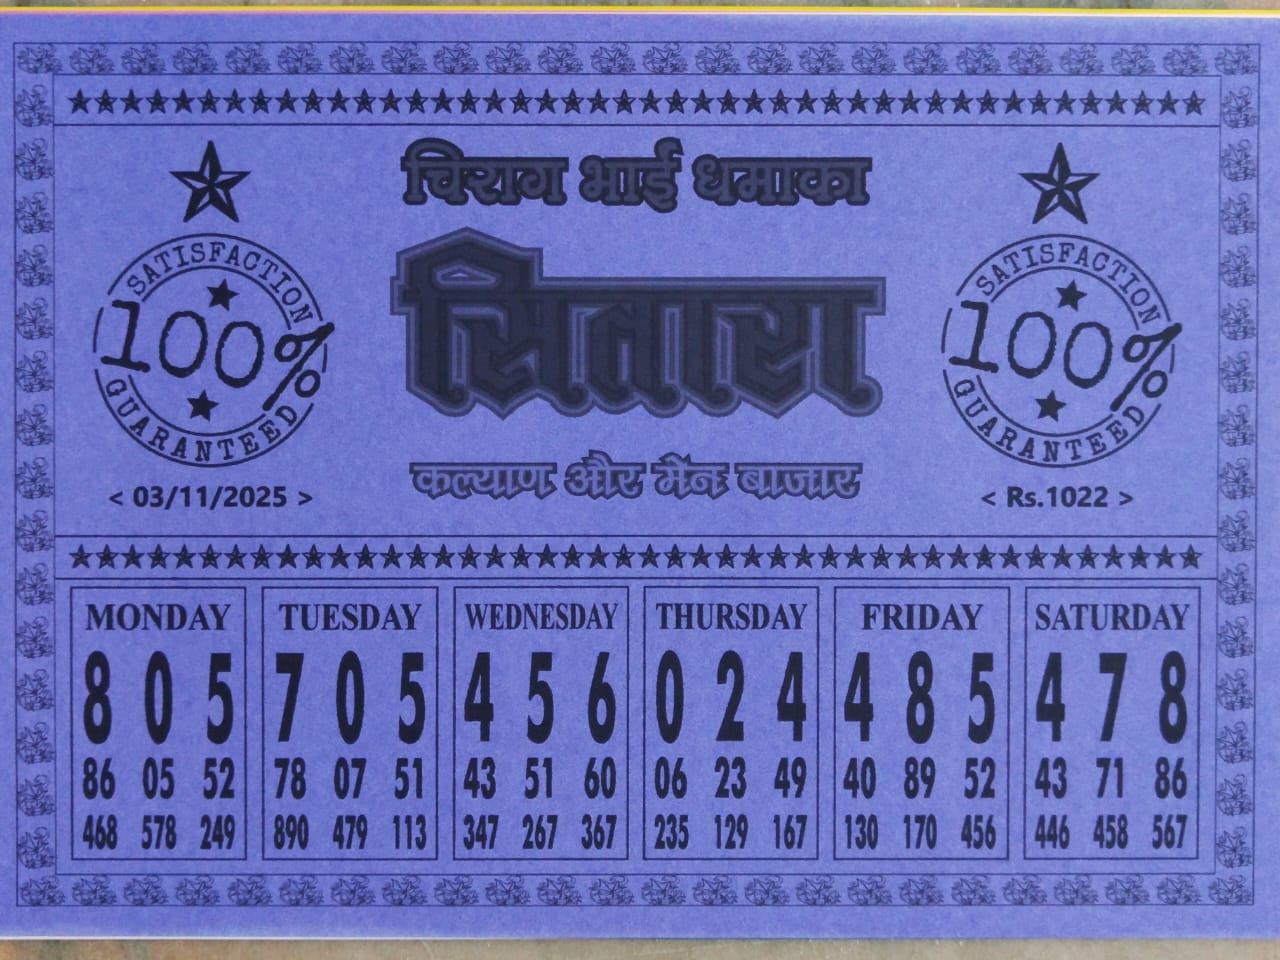 चिराग भाई धमाका
SATISFACTION
100%
GUARANTEED
सितारा
SATISFACTION
100%
GUARANTEED
कल्याण और मेंन बाजार
< 03/11/2025 >
< Rs.1022 >
MONDAY TUESDAY WEDNESDAY THURSDAY FRIDAY SATURDAY
8 0 5 7 0 5 4 5 6 0 2 4 4 8 5 4 7 8
86 05 52 78 07 51 43 51 60 06 23 49 40 89 52 43 71 86
468 578 249 890 479 113 347 267 367 235 129 167 130 170 456 446 458 567